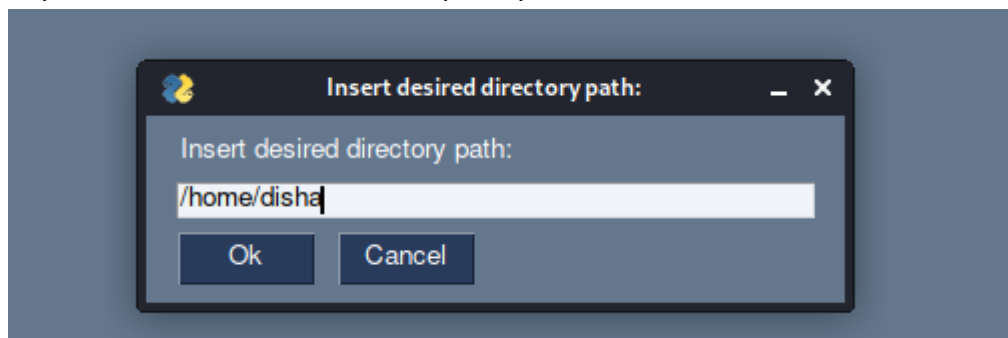 Insert desired directory path:
Insert desired directory path:
/home/disha
Ok
Cancel